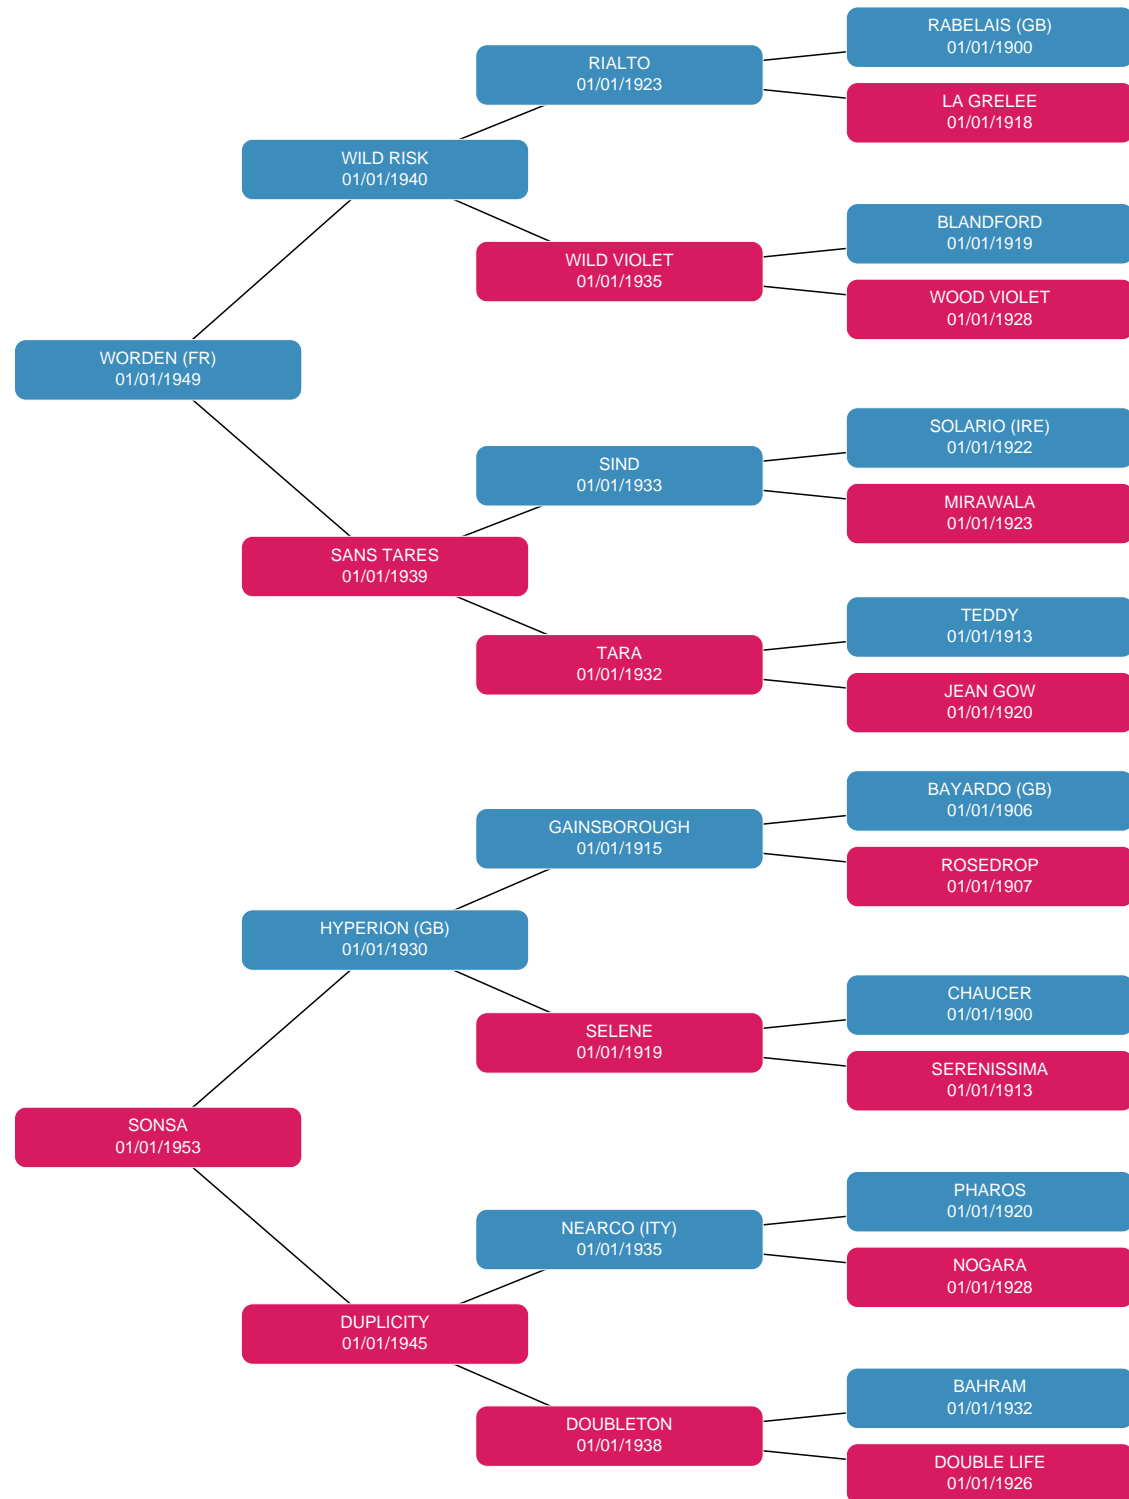 RABELAIS (GB)
01/01/1900
RIALTO
01/01/1923
LA GRELEE
01/01/1918
WILD RISK
01/01/1940
BLANDFORD
01/01/1919
WILD VIOLET
01/01/1935
WOOD VIOLET
01/01/1928
WORDEN (FR)
01/01/1949
SOLARIO (IRE)
01/01/1922
SIND
01/01/1933
MIRAWALA
01/01/1923
SANS TARES
01/01/1939
TEDDY
01/01/1913
TARA
01/01/1932
JEAN GOW
01/01/1920
BAYARDO (GB)
01/01/1906
GAINSBOROUGH
01/01/1915
ROSEDROP
01/01/1907
HYPERION (GB)
01/01/1930
CHAUCER
01/01/1900
SELENE
01/01/1919
SERENISSIMA
01/01/1913
SONSA
01/01/1953
PHAROS
01/01/1920
NEARCO (ITY)
01/01/1935
NOGARA
01/01/1928
DUPLICITY
01/01/1945
BAHRAM
01/01/1932
DOUBLETON
01/01/1938
DOUBLE LIFE
01/01/1926